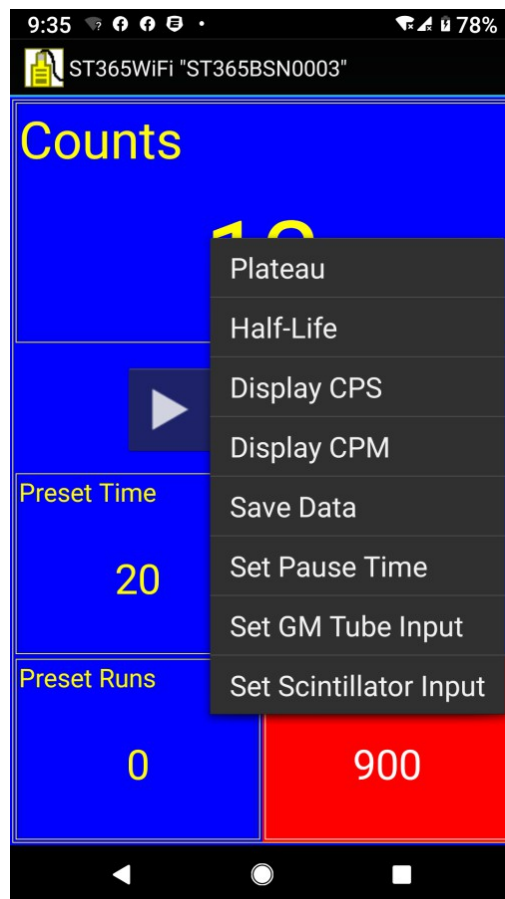 9:35
78%
ST365WiFi "ST365BSN0003"
Counts
Plateau
Half-Life
Display CPS
Display CPM
Preset Time
Save Data
20
Set Pause Time
Set GM Tube Input
Preset Runs
Set Scintillator Input
0
900